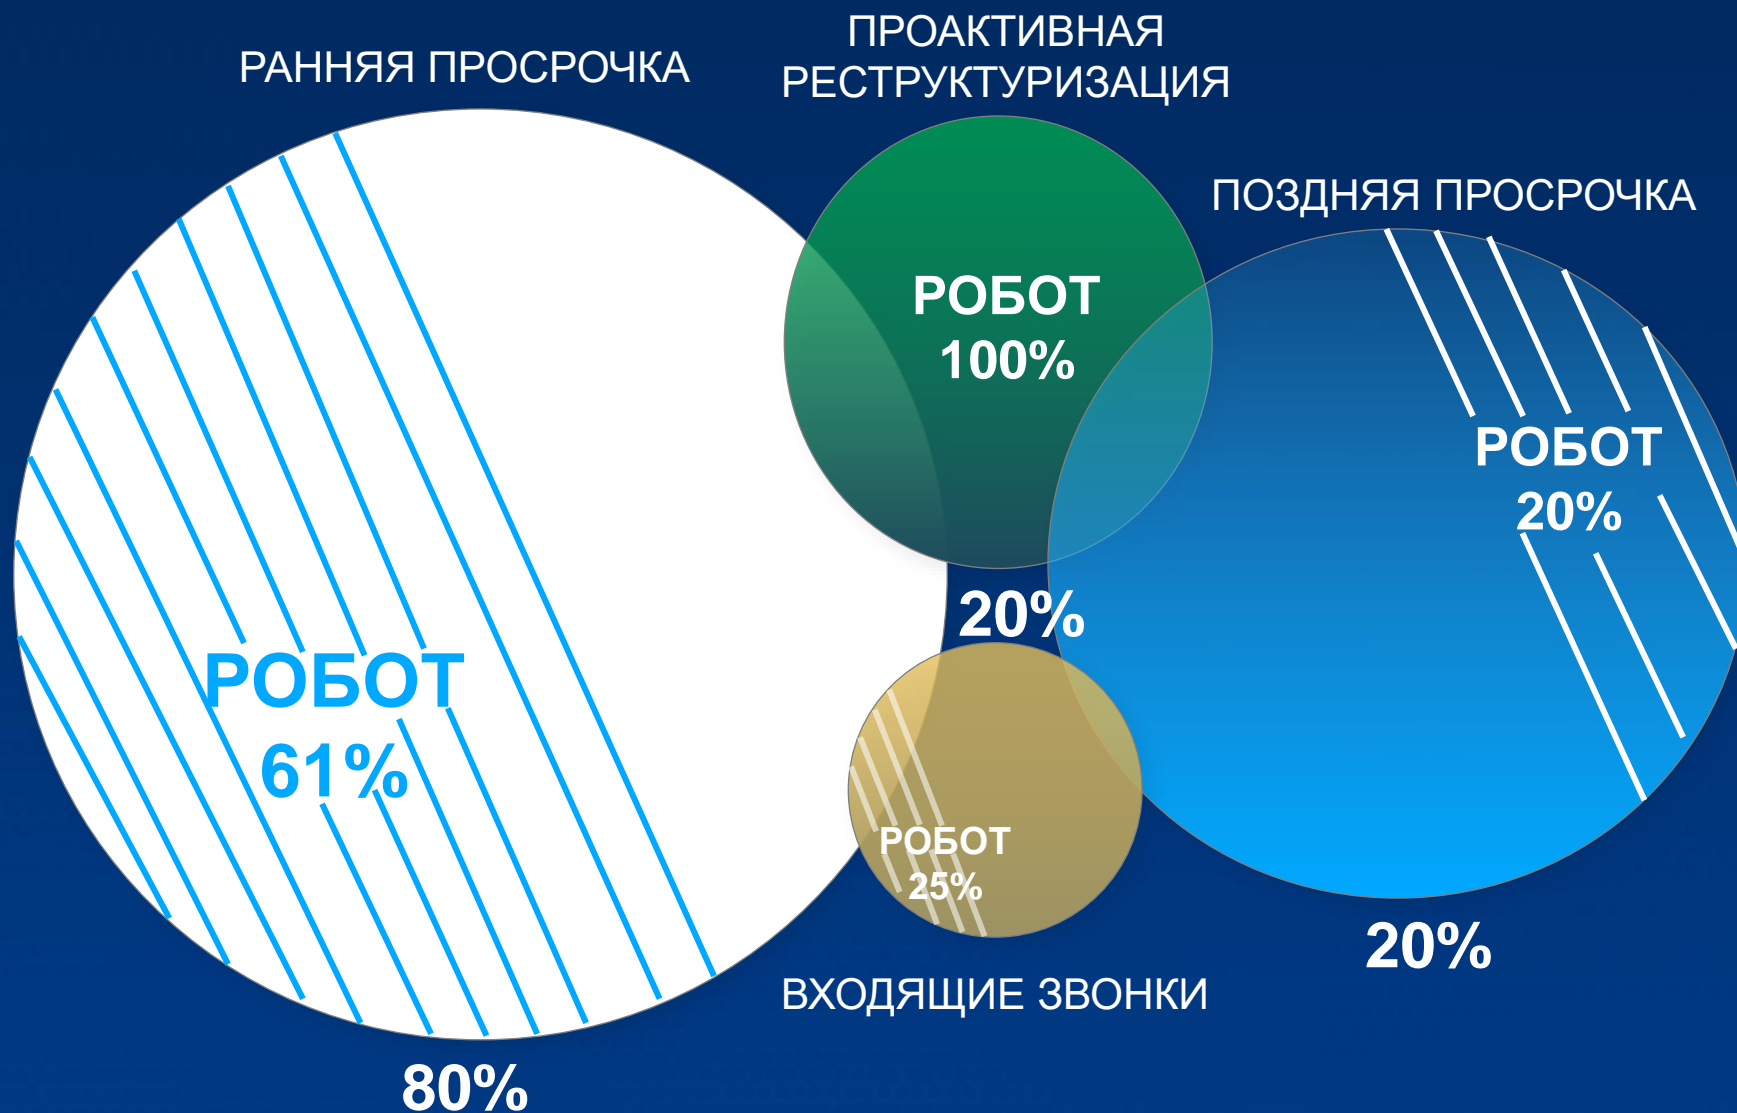 ПРОАКТИВНАЯ
РЕСТРУКТУРИЗАЦИЯ
РАННЯЯ ПРОСРОЧКА
ПОЗДНЯЯ ПРОСРОЧКА
РОБОТ
100%
РОБОТ
20%
20%
РОБОТ
61%
РОБОТ
25%
20%
ВХОДЯЩИЕ ЗВОНКИ
80%